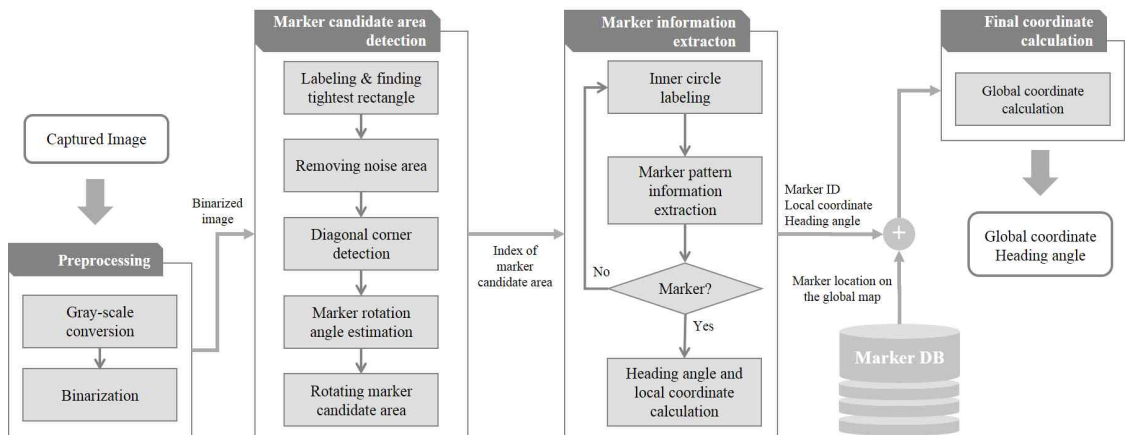 Captured Image
Preprocessing
Gray-scale
conversion
Binarization
Binarized
image
Marker candidate area
detection
Labeling & finding
tightest rectangle
Removing noise area
Diagonal corner
detection
Marker rotation
angle estimation
Rotating marker
candidate area
Index of
marker
candidate area
Marker information
extracton
Inner circle
labeling
Marker pattern
information
extraction
Marker?
No
Yes
Heading angle and
local coordinate
calculation
Marker ID
Local coordinate
Heading angle
+
Marker location on
the global map
Marker DB
Final coordinate
calculation
Global coordinate
calculation
Global coordinate
Heading angle